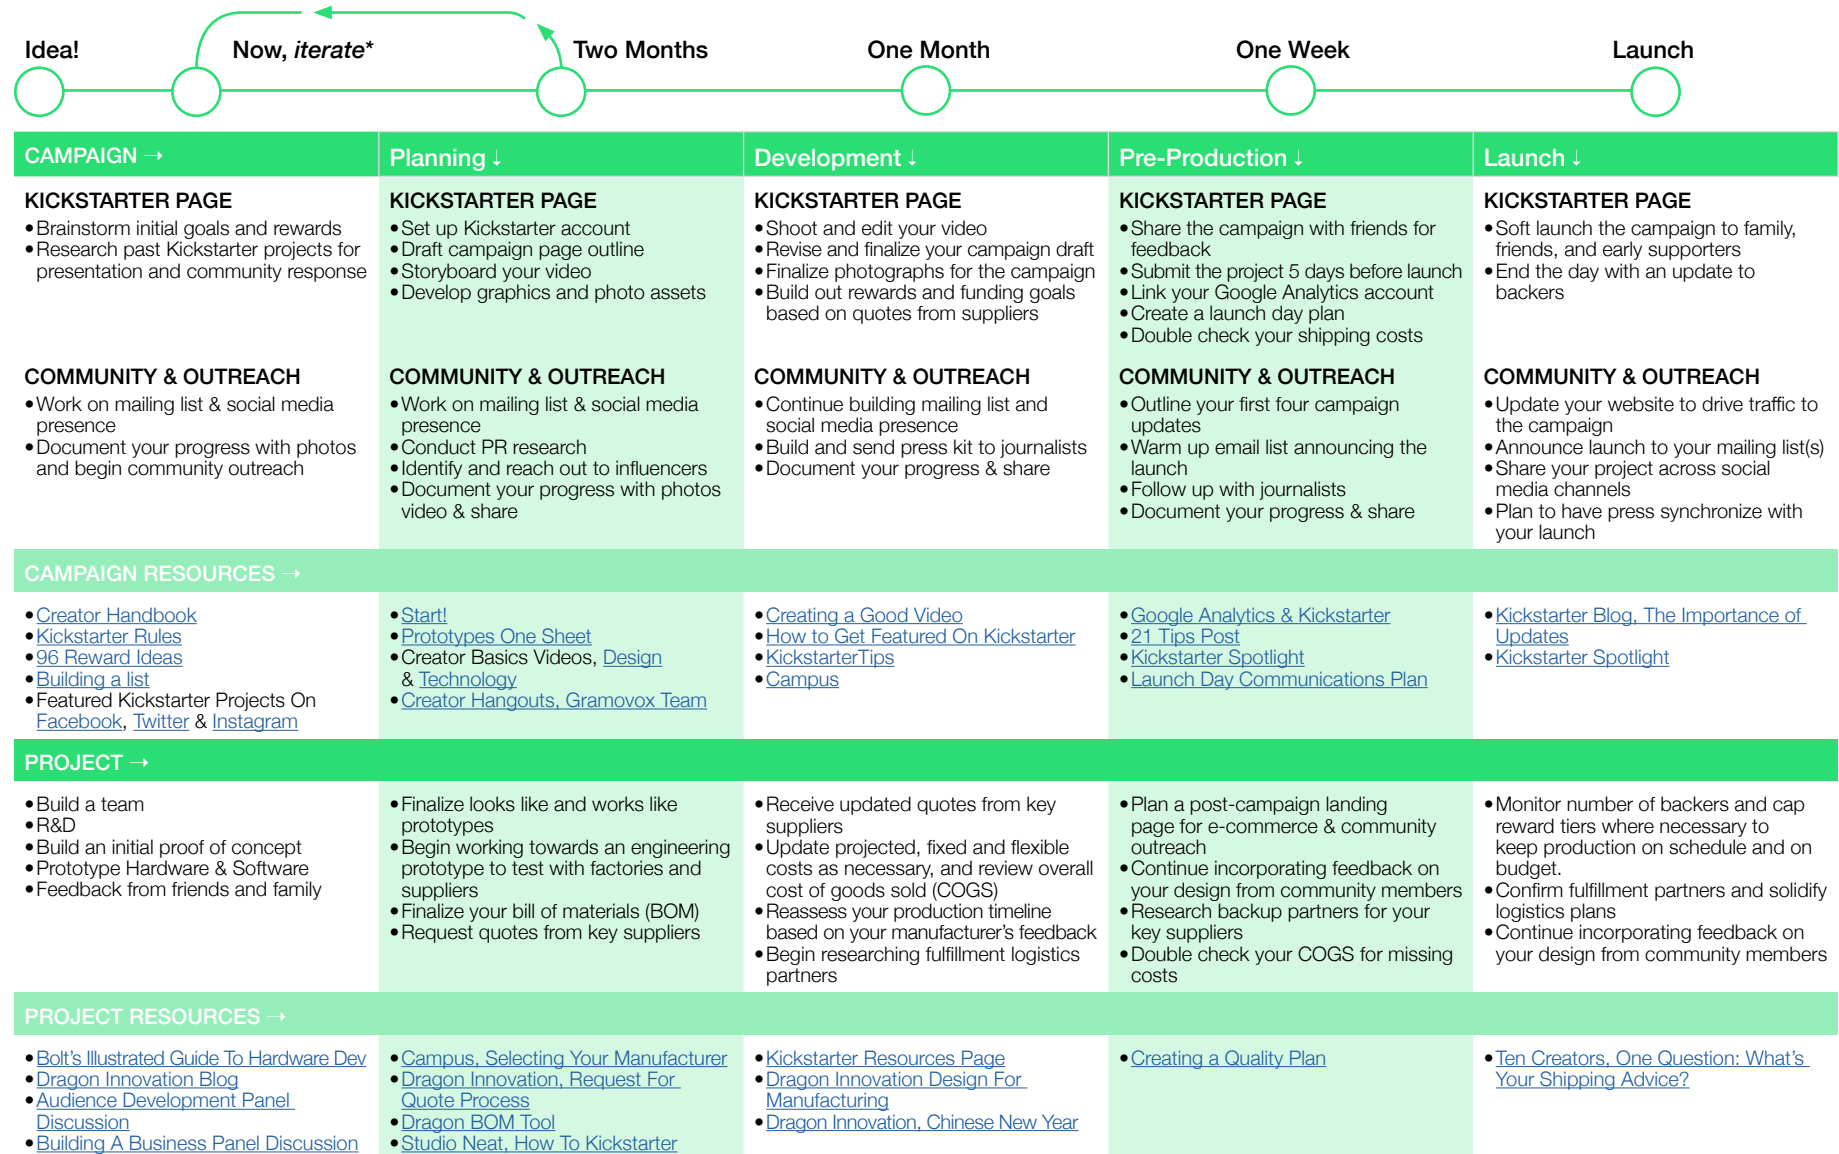 Idea!
Now, iterate*
Two Months
One Month
One Week
Launch
CAMPAIGN →
Planning ↓
Development ↓
Pre-Production ↓
Launch ↓
KICKSTARTER PAGE
•Brainstorm initial goals and rewards
•Research past Kickstarter projects for
presentation and community response
KICKSTARTER PAGE
•Set up Kickstarter account
•Draft campaign page outline
•Storyboard your video
•Develop graphics and photo assets
KICKSTARTER PAGE
•Shoot and edit your video
•Revise and finalize your campaign draft
•Finalize photographs for the campaign
•Build out rewards and funding goals
based on quotes from suppliers
KICKSTARTER PAGE
•Share the campaign with friends for
feedback
•Submit the project 5 days before launch
•Link your Google Analytics account
•Create a launch day plan
•Double check your shipping costs
KICKSTARTER PAGE
•Soft launch the campaign to family,
friends, and early supporters
•End the day with an update to
backers
COMMUNITY & OUTREACH
•Work on mailing list & social media
presence
•Document your progress with photos
and begin community outreach
COMMUNITY & OUTREACH
•Work on mailing list & social media
presence
•Conduct PR research
•Identify and reach out to influencers
•Document your progress with photos
video & share
COMMUNITY & OUTREACH
•Continue building mailing list and
social media presence
•Build and send press kit to journalists
•Document your progress & share
COMMUNITY & OUTREACH
•Outline your first four campaign
updates
•Warm up email list announcing the
launch
•Follow up with journalists
•Document your progress & share
COMMUNITY & OUTREACH
•Update your website to drive traffic to
the campaign
•Announce launch to your mailing list(s)
•Share your project across social
media channels
•Plan to have press synchronize with
your launch
CAMPAIGN RESOURCES →
•Creator Handbook
•Kickstarter Rules
•96 Reward Ideas
•Building a list
•Featured Kickstarter Projects On
Facebook, Twitter & Instagram
•Start!
•Prototypes One Sheet
•Creator Basics Videos, Design
& Technology
•Creator Hangouts, Gramovox Team
•Creating a Good Video
•How to Get Featured On Kickstarter
•KickstarterTips
•Campus
•Google Analytics & Kickstarter
•21 Tips Post
•Kickstarter Spotlight
•Launch Day Communications Plan
•Kickstarter Blog, The Importance of
Updates
•Kickstarter Spotlight
PROJECT →
•Build a team
•R&D
•Build an initial proof of concept
•Prototype Hardware & Software
•Feedback from friends and family
•Finalize looks like and works like
prototypes
•Begin working towards an engineering
prototype to test with factories and
suppliers
•Finalize your bill of materials (BOM)
•Request quotes from key suppliers
•Receive updated quotes from key
suppliers
•Update projected, fixed and flexible
costs as necessary, and review overall
cost of goods sold (COGS)
•Reassess your production timeline
based on your manufacturer's feedback
•Begin researching fulfillment logistics
partners
•Plan a post-campaign landing
page for e-commerce & community
outreach
•Continue incorporating feedback on
your design from community members
•Research backup partners for your
key suppliers
•Double check your COGS for missing
costs
•Monitor number of backers and cap
reward tiers where necessary to
keep production on schedule and on
budget.
•Confirm fulfillment partners and solidify
logistics plans
•Continue incorporating feedback on
your design from community members
PROJECT RESOURCES →
•Bolt's Illustrated Guide To Hardware Dev
•Dragon Innovation Blog
•Audience Development Panel
Discussion
•Building A Business Panel Discussion
•Campus, Selecting Your Manufacturer
•Dragon Innovation, Request For
Quote Process
•Dragon BOM Tool
•Studio Neat, How To Kickstarter
•Kickstarter Resources Page
•Dragon Innovation Design For
Manufacturing
•Dragon Innovation, Chinese New Year
•Creating a Quality Plan
•Ten Creators, One Question: What's
Your Shipping Advice?